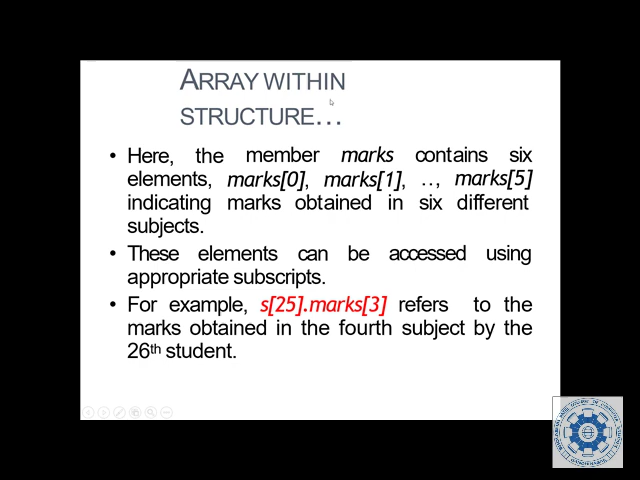 ARRAY WITHIN
STRUCTURE...
• Here, the member marks contains six
elements, marks[0], marks[1], .., marks[5]
indicating marks obtained in six different
subjects.
• These elements can be accessed using
appropriate subscripts.
• For example, s[25].marks[3] refers to the
marks obtained in the fourth subject by the
26th student.